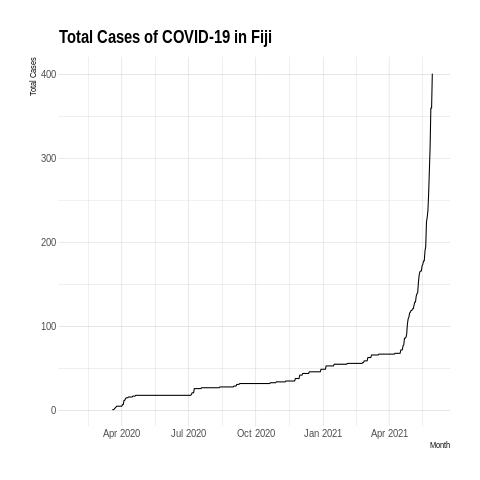 Total Cases of COVID-19 in Fiji
Total Cases
400
300
200
100
0
Apr 2020 Jul 2020 Oct 2020 Jan 2021 Apr 2021
Month